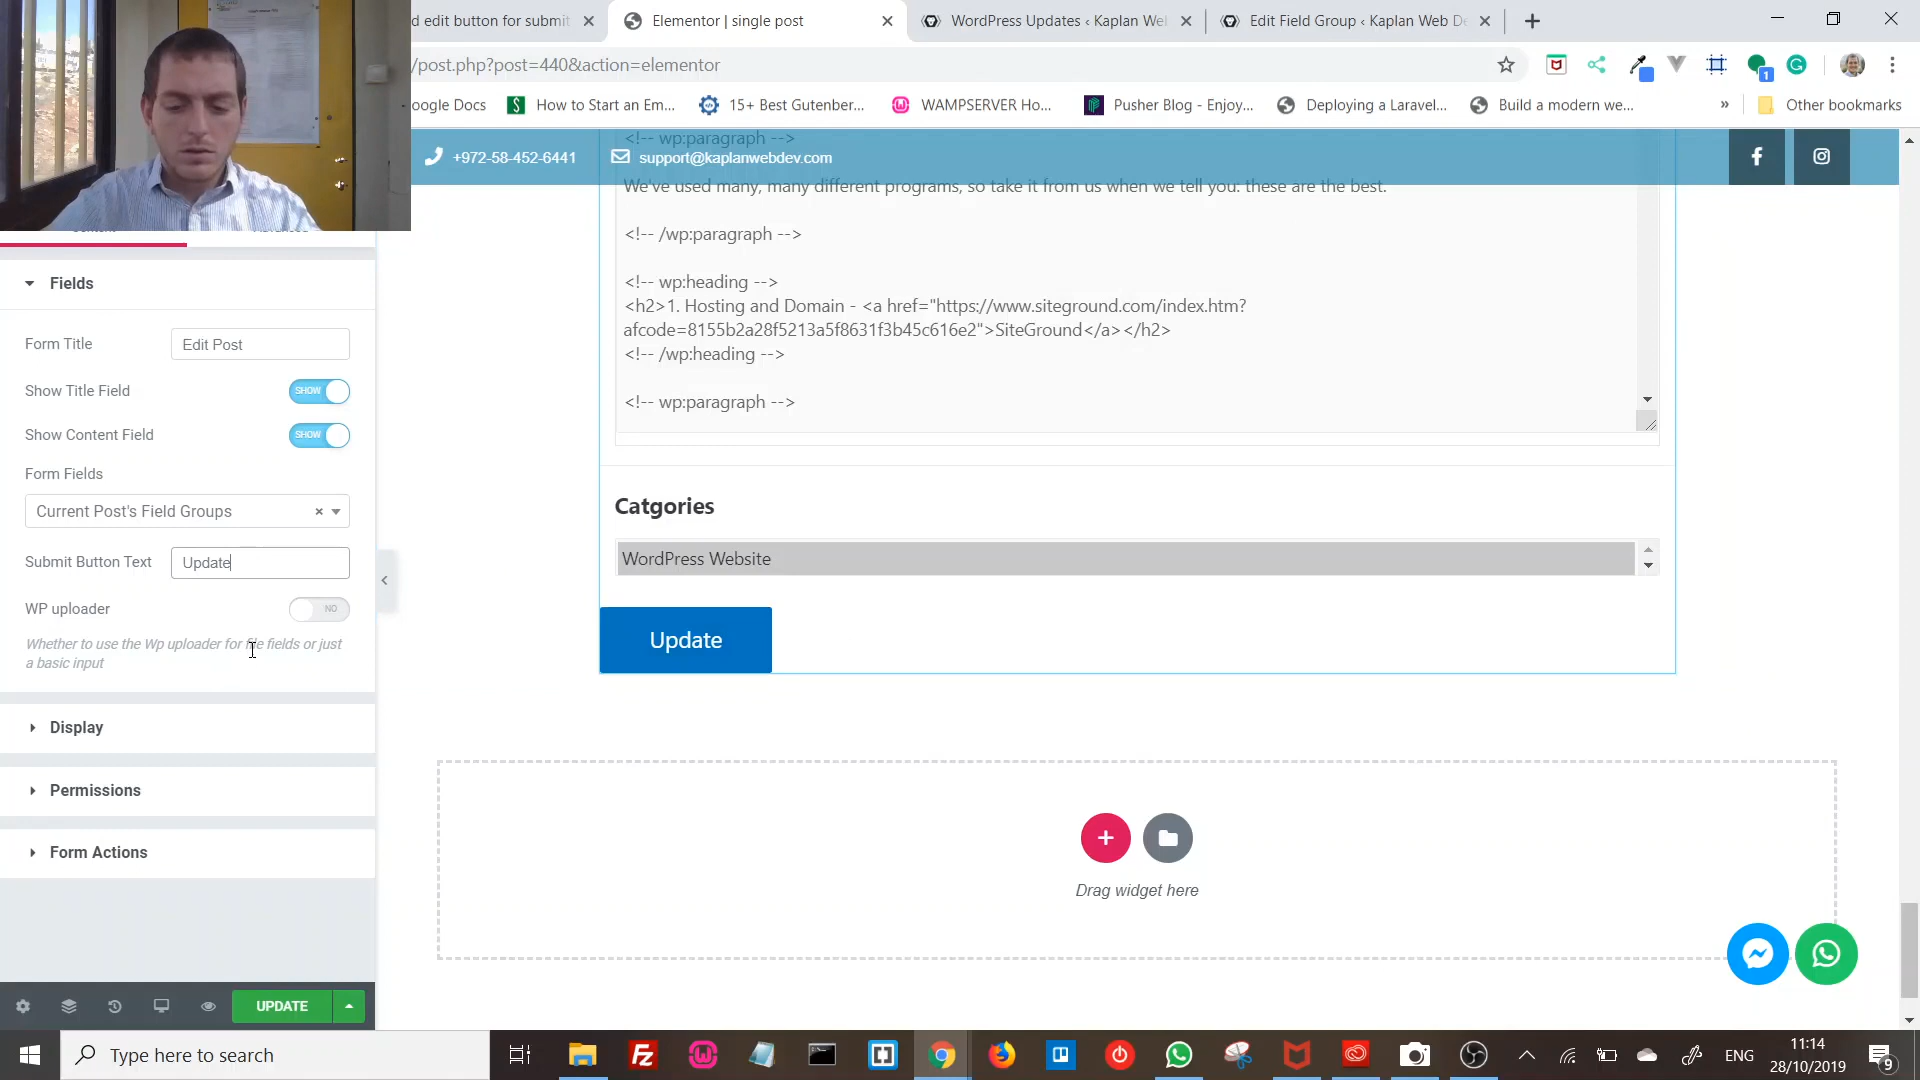 d edit button for submit
Elementor | single post
WordPress Updates ‹ Kaplan We
Edit Field Group ‹ Kaplan Web De
/post.php?post=440&action=elementor
1
oogle Docs
How to Start an Em...
15+ Best Gutenber...
WAMPSERVER Ho...
Pusher Blog - Enjoy...
Deploying a Laravel...
Build a modern we...
»
Other bookmarks
<!-- wp:paragraph -->
+972-58-452-6441
support@kaplanwebdev.com
We've used many, many different programs, so take it from us when we tell you: these are the best.
<!-- /wp:paragraph -->
<!-- wp:heading -->
<h2>1. Hosting and Domain - <a href="https://www.siteground.com/index.htm?
afcode=8155b2a28f5213a5f8631f3b45c616e2">SiteGround</a></h2>
<!-- /wp:heading -->
<!-- wp:paragraph -->
Catgories
WordPress Website
Update
Drag widget here
Fields
Form Title
Edit Post
Show Title Field
SHOW
Show Content Field
SHOW
Form Fields
Current Post's Field Groups
Submit Button Text
Update
WP uploader
NO
Whether to use the Wp uploader for file fields or just
a basic input
Display
Permissions
Form Actions
UPDATE
Type here to search
ENG
11:14
28/10/2019
9